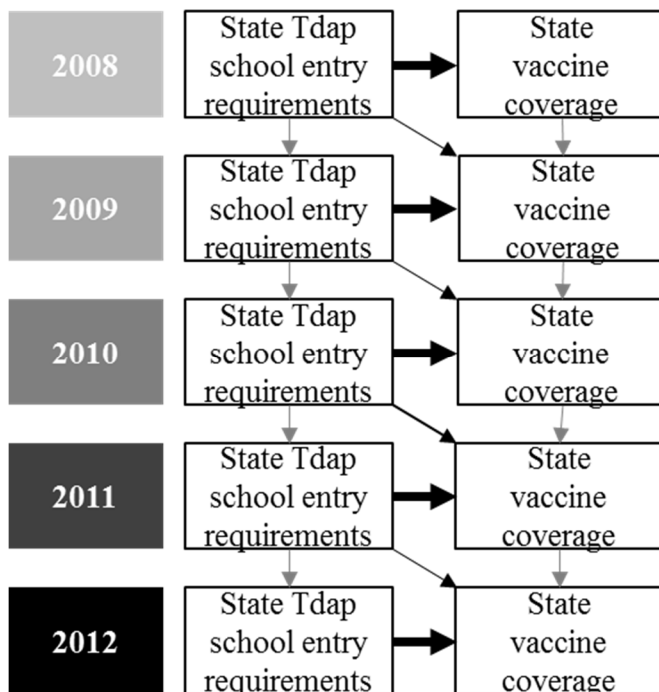 2008
State Tdap
school entry
requirements
State
vaccine
coverage
2009
State Tdap
school entry
requirements
State
vaccine
coverage
2010
State Tdap
school entry
requirements
State
vaccine
coverage
2011
State Tdap
school entry
requirements
State
vaccine
coverage
2012
State Tdap
school entry
requirements
State
vaccine
coverage